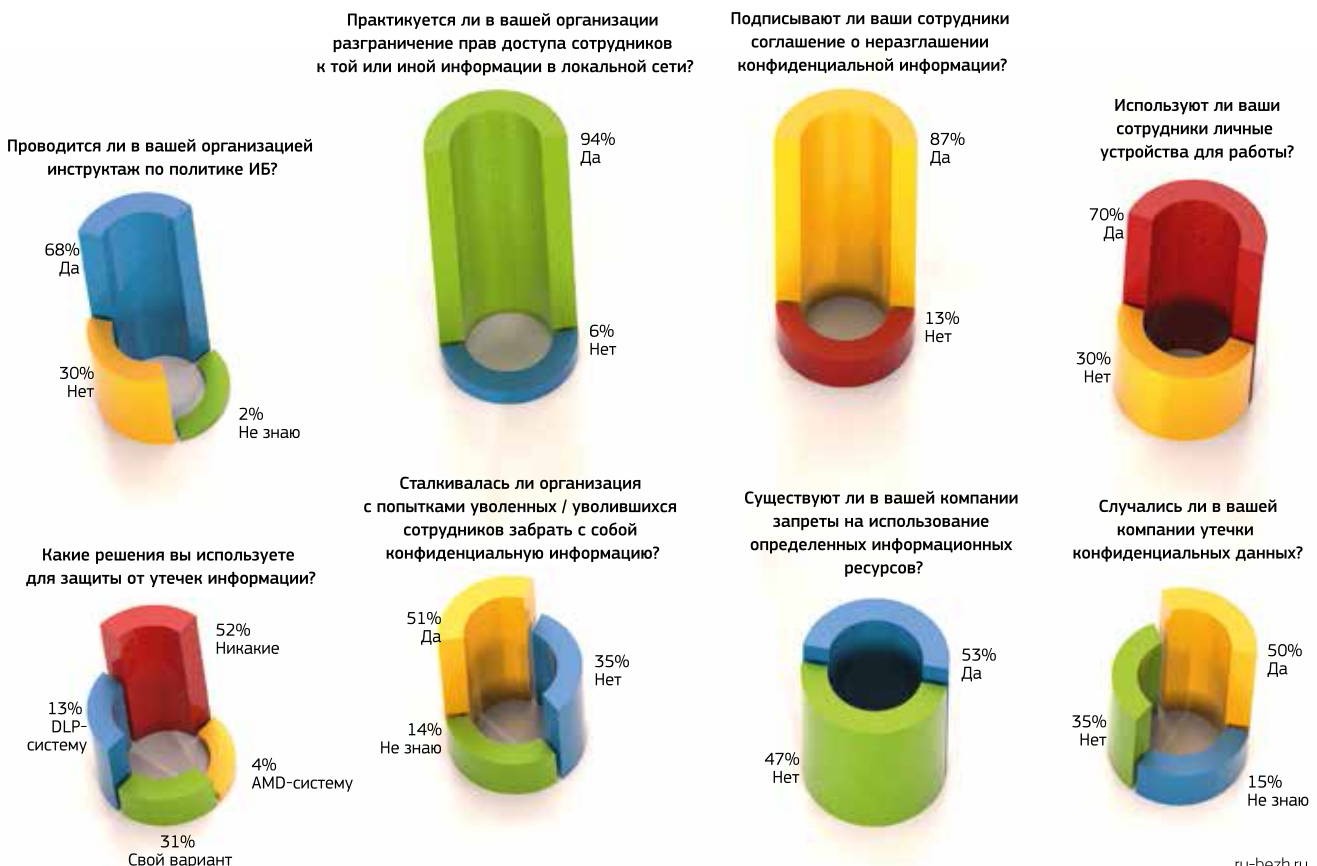 Проводится ли в вашей организацией
инструктаж по политике ИБ?
68%
Да
30%
Нет
2%
Не знаю
Практикуется ли в вашей организации
разграничение прав доступа сотрудников
к той или иной информации в локальной сети?
94%
Да
6%
Нет
Подписывают ли ваши сотрудники
соглашение о неразглашении
конфиденциальной информации?
87%
Да
13%
Нет
Используют ли ваши
сотрудники личные
устройства для работы?
70%
Да
30%
Нет
Какие решения вы используете
для защиты от утечек информации?
52%
Никакие
13%
DLP-
систему
4%
AMD-систему
31%
Свой вариант
Сталкивалась ли организация
с попытками уволенных / уволившихся
сотрудников забрать с собой
конфиденциальную информацию?
51%
Да
35%
Нет
14%
Не знаю
Существуют ли в вашей компании
запреты на использование
определенных информационных
ресурсов?
53%
Да
47%
Нет
Случались ли в вашей
компании утечки
конфиденциальных данных?
50%
Да
35%
Нет
15%
Не знаю
ru-bezh.ru